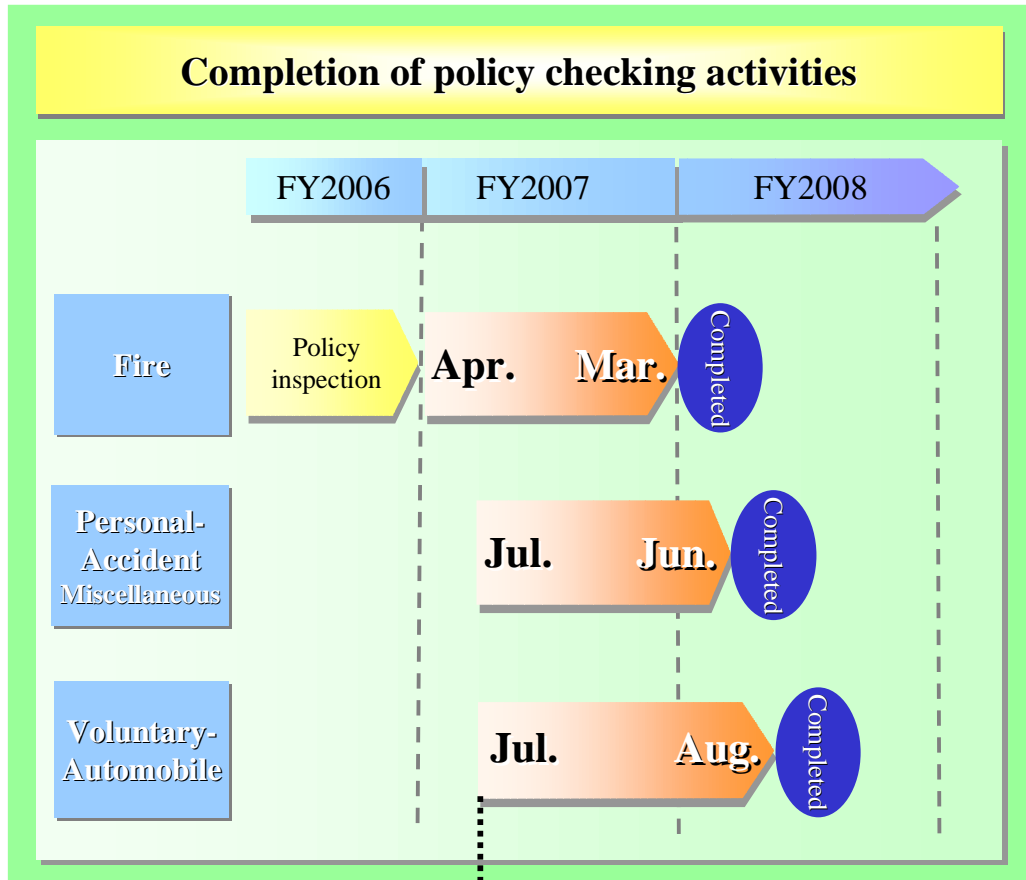 Completion of policy checking activities
FY2006
FY2007
FY2008
Fire
Policy
inspection
Apr.
Mar.
Completed
Personal-
Accident
Miscellaneous
Jul.
Jun.
Completed
Voluntary-
Automobile
Jul.
Aug.
Completed